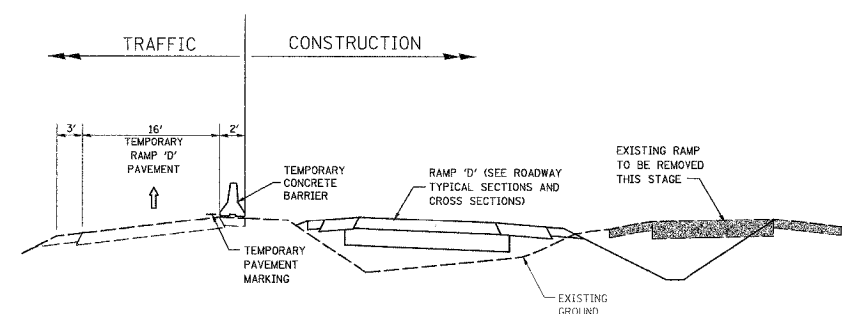 TRAFFIC
CONSTRUCTION
3'
16'
2'
TEMPORARY
RAMP 'D'
PAVEMENT
TEMPORARY
CONCRETE
BARRIER
RAMP 'D' (SEE ROADWAY
TYPICAL SECTIONS AND
CROSS SECTIONS)
EXISTING RAMP
TO BE REMOVED
THIS STAGE
TEMPORARY
PAVEMENT
MARKING
EXISTING
GROUND